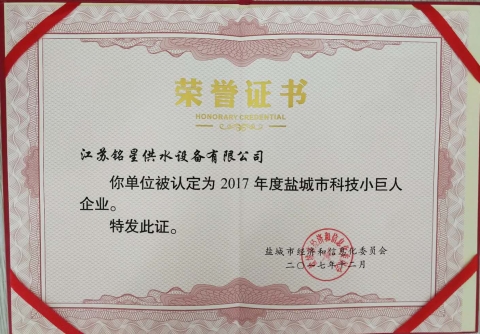 荣誉证书
HONORARY CREDENTIAL
江苏铭星供水设备有限公司
你单位被认定为 2017 年度盐城市科技小巨人
企业。
特发此证。
盐城市经济和信息化委员会
二〇一七年十二月